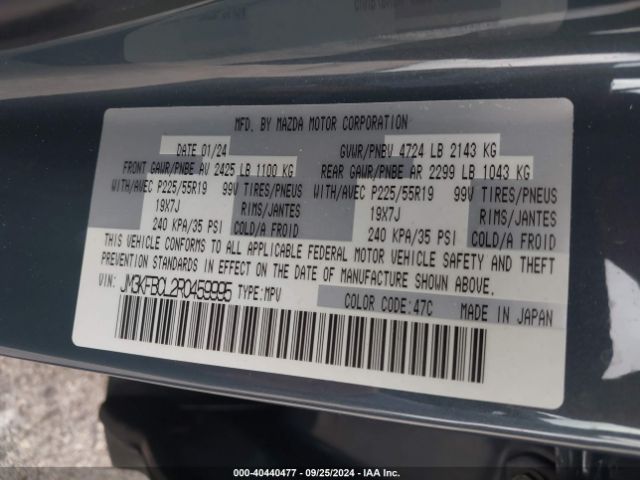 MFD. BY MAZDA MOTOR CORPORATION
DATE 01/24 GVWR/PNBV 4724 LB 2143 KG
FRONT GAWR/PNBE AV 2425 LB 1100 KG REAR GAWR/PNBE AR 2299 LB 1043 KG
WITH/AVEC P225/55R19 99V TIRES/PNEUS WITH/AVEC P225/55R19 99V TIRES/PNEUS
19X7J RIMS/JANTES 19X7J RIMS/JANTES
240 KPA/35 PSI COLD/A FROID 240 KPA/35 PSI COLD/A FROID
THIS VEHICLE CONFORMS TO ALL APPLICABLE FEDERAL MOTOR VEHICLE SAFETY AND THEFT
PREVENTION STANDARDS IN EFFECT ON THE DATE OF MANUFACTURE SHOWN ABOVE.
VIN: JM3KFBCL2R0459995 TYPE:MPV COLOR CODE:47C MADE IN JAPAN
000-40440477 - 09/25/2024 - IAA Inc.